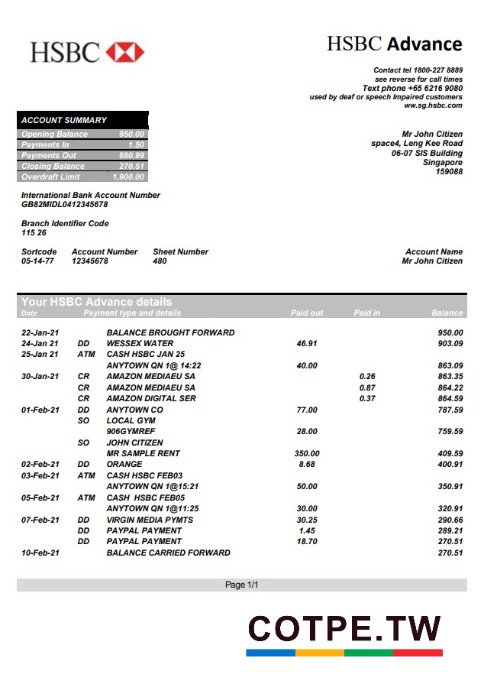 HSBC
HSBC Advance
Contact tel 1800-227 8889
see reverse for call times
Text phone +65 6216 9080
used by deaf or speech Impaired customers
ww.sg.hsbc.com
ACCOUNT SUMMARY
Opening Balance 950.00
Payments In 1.50
Payments Out 680.99
Closing Balance 270.51
Overdraft Limit 1,900.00
Mr John Citizen
space4, Leng Kee Road
06-07 SIS Building
Singapore
159088
International Bank Account Number
GB82MIDL0412345678
Branch Identifier Code
115 26
Sortcode Account Number Sheet Number Account Name
05-14-77 12345678 480 Mr John Citizen
Your HSBC Advance details
Date Payment type and details Paid out Paid in Balance
22-Jan-21 BALANCE BROUGHT FORWARD 950.00
24-Jan 21 DD WESSEX WATER 46.91 903.09
25-Jan 21 ATM CASH HSBC JAN 25
ANYTOWN QN 1@ 14:22 40.00 863.09
30-Jan-21 CR AMAZON MEDIAEU SA 0.26 863.35
CR AMAZON MEDIAEU SA 0.87 864.22
CR AMAZON DIGITAL SER 0.37 864.59
01-Feb-21 DD ANYTOWN CO 77.00 787.59
SO LOCAL GYM
906GYMREF 28.00 759.59
SO JOHN CITIZEN
MR SAMPLE RENT 350.00 409.59
02-Feb-21 DD ORANGE 8.68 400.91
03-Feb-21 ATM CASH HSBC FEB03
ANYTOWN QN 1@15:21 50.00 350.91
05-Feb-21 ATM CASH HSBC FEB05
ANYTOWN QN 1@11:25 30.00 320.91
07-Feb-21 DD VIRGIN MEDIA PYMTS 30.25 290.66
DD PAYPAL PAYMENT 1.45 289.21
DD PAYPAL PAYMENT 18.70 270.51
10-Feb-21 BALANCE CARRIED FORWARD 270.51
Page 1/1
COTPE.TW